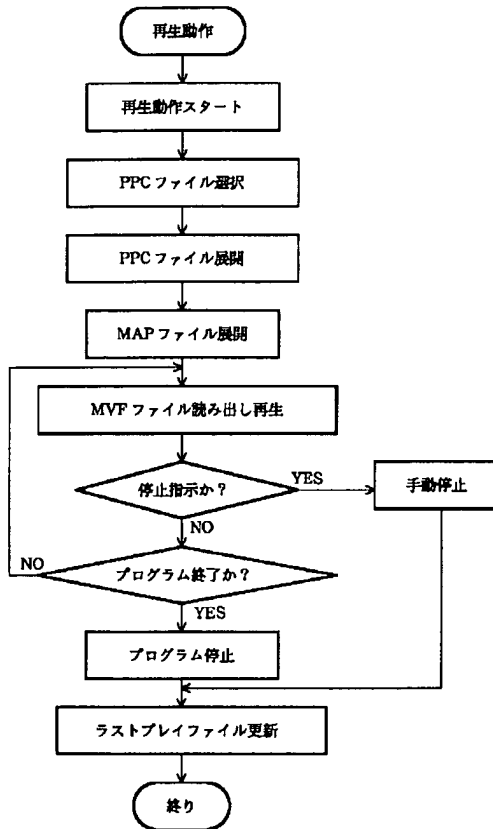 再生動作
再生動作スタート
PPCファイル選択
PPCファイル展開
MAPファイル展開
MVFファイル読み出し再生
停止指示か？
YES
手動停止
NO
NO
プログラム終了か？
YES
プログラム停止
ラストプレイファイル更新
終り